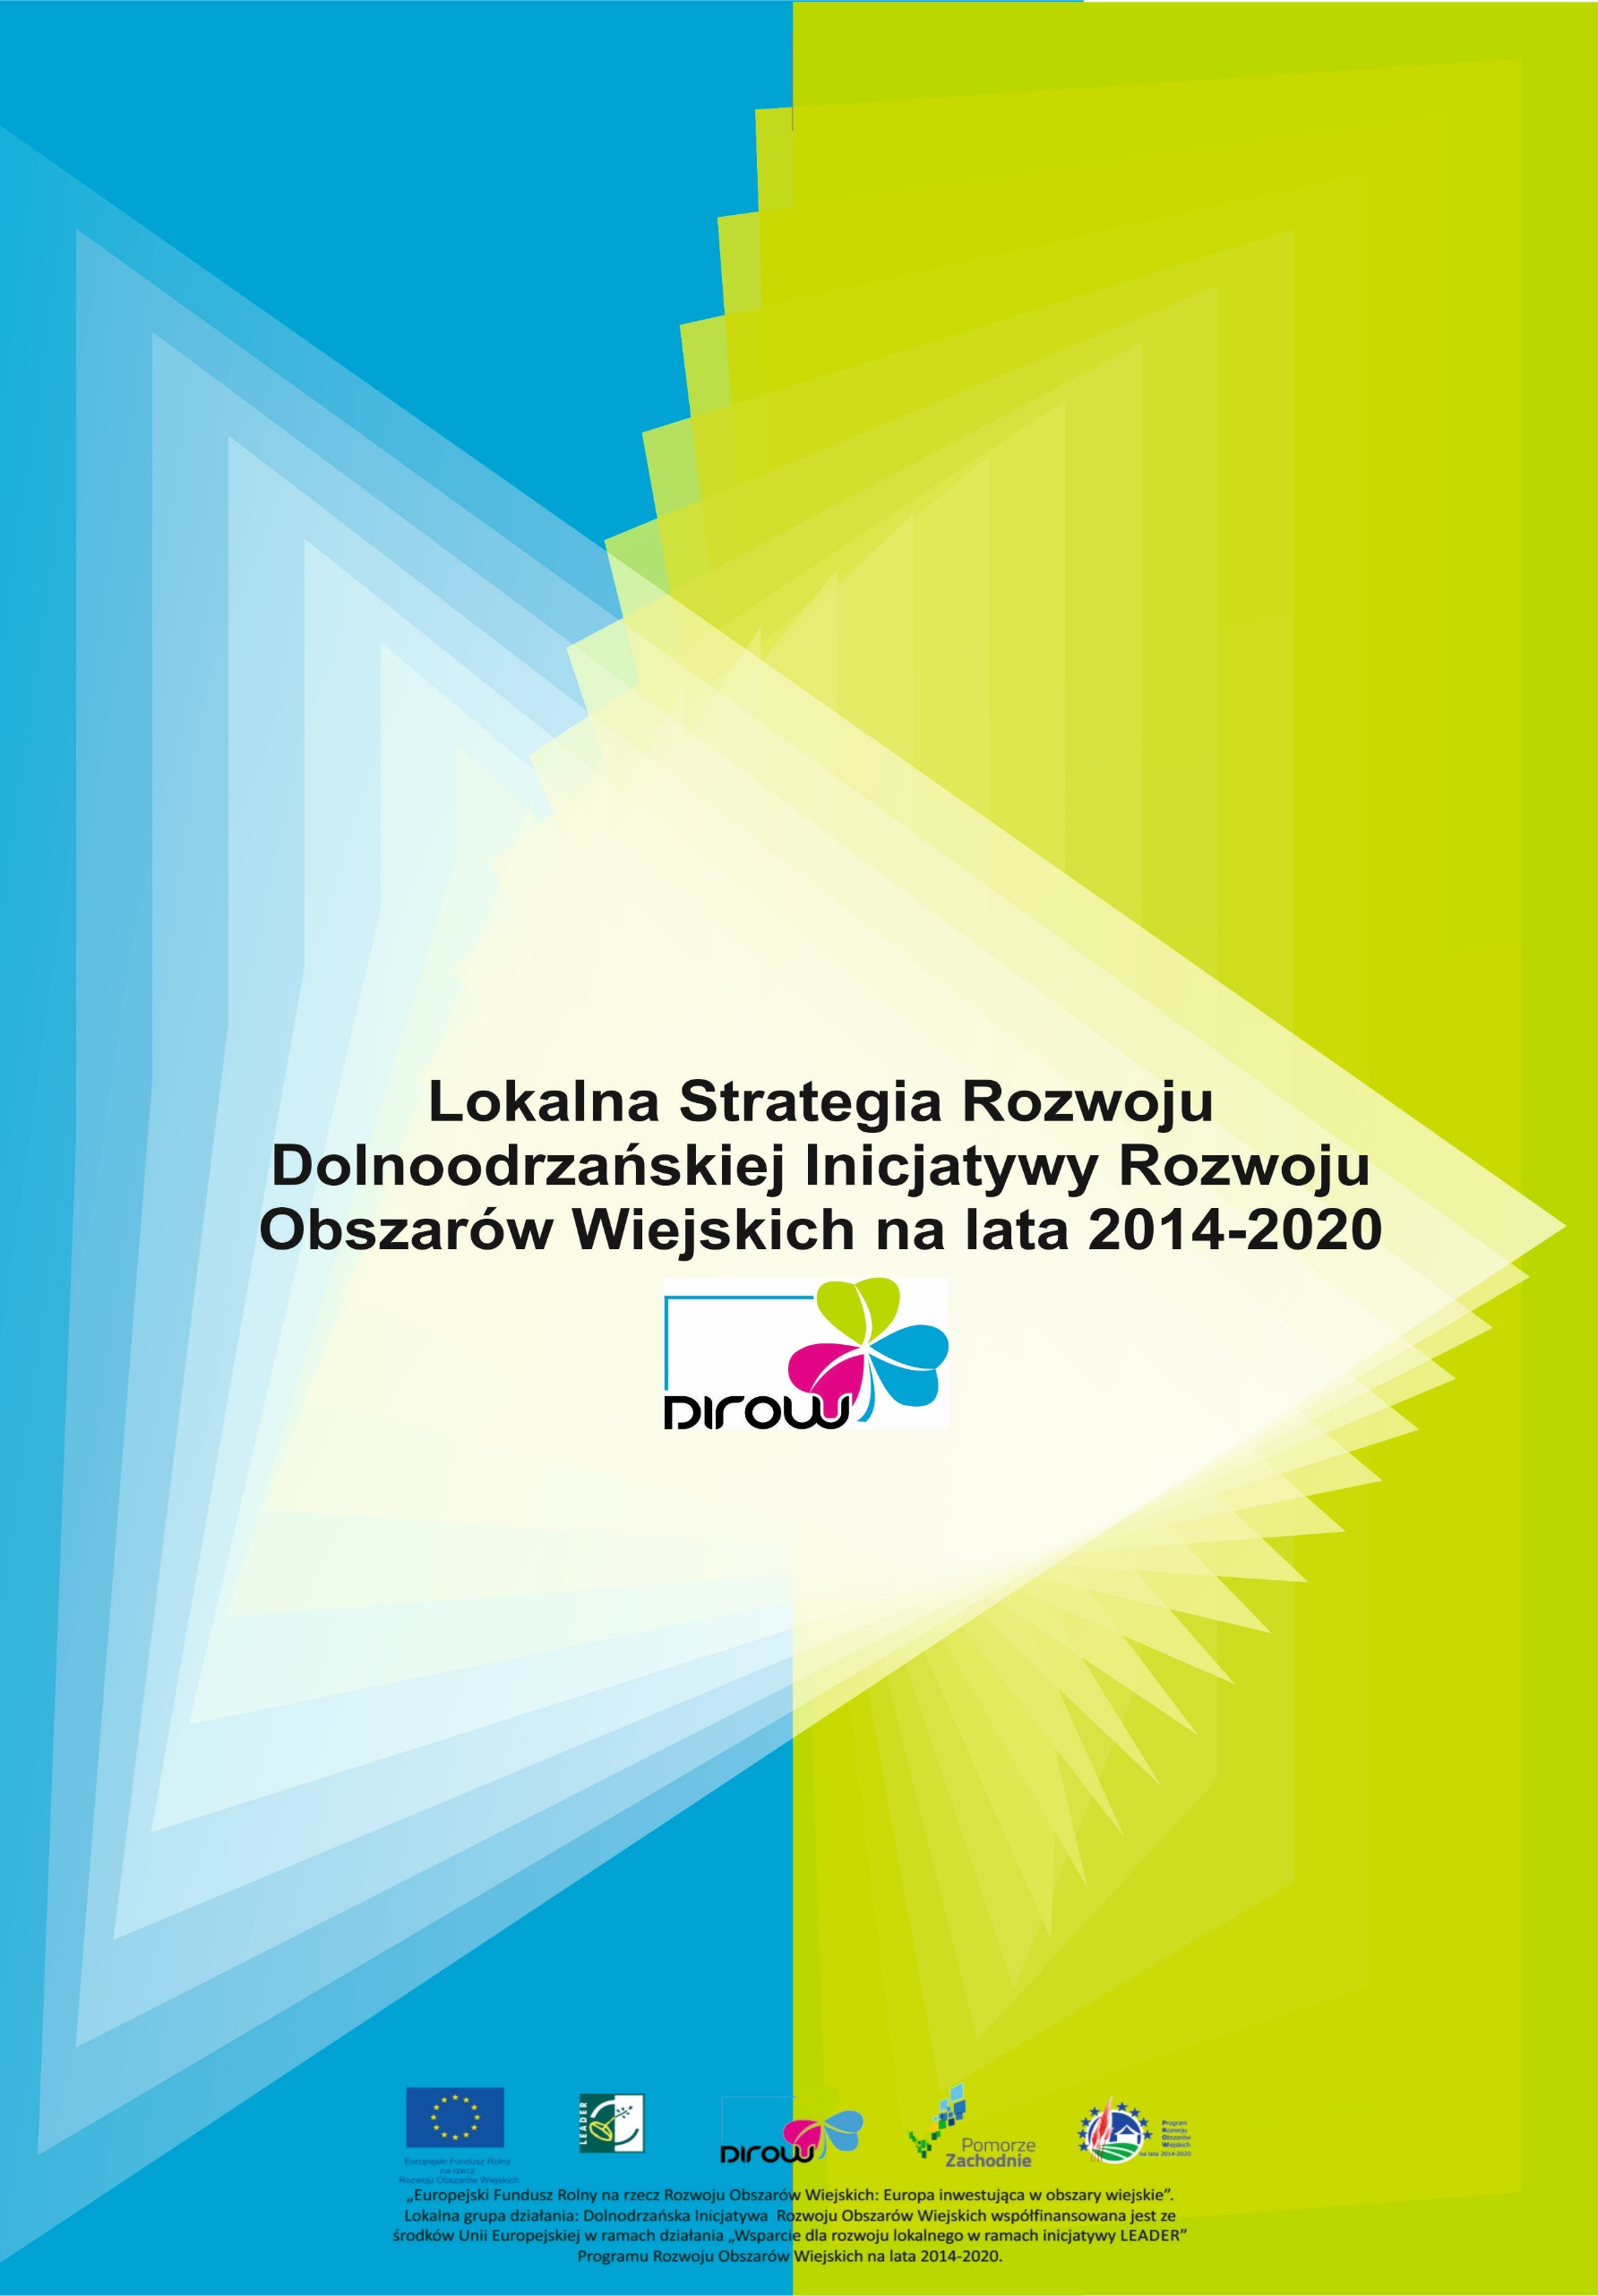 Lokalna Strategia Rozwoju
Dolnoodrzańskiej Inicjatywy Rozwoju
Obszarów Wiejskich na lata 2014-2020
DIROW
Europejski Fundusz Rolny
na rzecz
Rozwoju Obszarów Wiejskich
LEADER
DIROW
Pomorze
Zachodnie
Program
Rozwoju
Obszarów
Wiejskich
na lata 2014-2020
„Europejski Fundusz Rolny na rzecz Rozwoju Obszarów Wiejskich: Europa inwestująca w obszary wiejskie”.
Lokalna grupa działania: Dolnodrzańska Inicjatywa Rozwoju Obszarów Wiejskich współfinansowana jest ze
środków Unii Europejskiej w ramach działania „Wsparcie dla rozwoju lokalnego w ramach inicjatywy LEADER”
Programu Rozwoju Obszarów Wiejskich na lata 2014-2020.